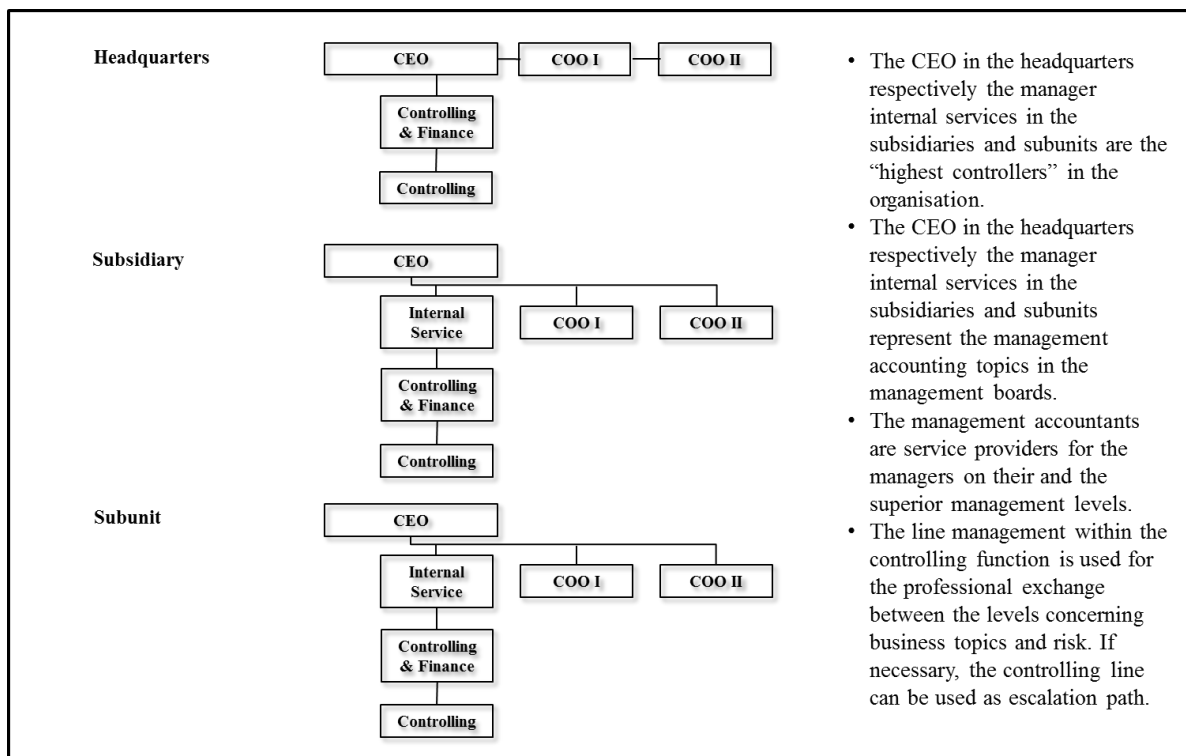 Headquarters
CEO
COO I
COO II
Controlling
& Finance
Controlling
Subsidiary
CEO
Internal
Service
COO I
COO II
Controlling
& Finance
Controlling
Subunit
CEO
Internal
Service
COO I
COO II
Controlling
& Finance
Controlling
• The CEO in the headquarters
respectively the manager
internal services in the
subsidiaries and subunits are the
“highest controllers” in the
organisation.
• The CEO in the headquarters
respectively the manager
internal services in the
subsidiaries and subunits
represent the management
accounting topics in the
management boards.
• The management accountants
are service providers for the
managers on their and the
superior management levels.
• The line management within the
controlling function is used for
the professional exchange
between the levels concerning
business topics and risk. If
necessary, the controlling line
can be used as escalation path.